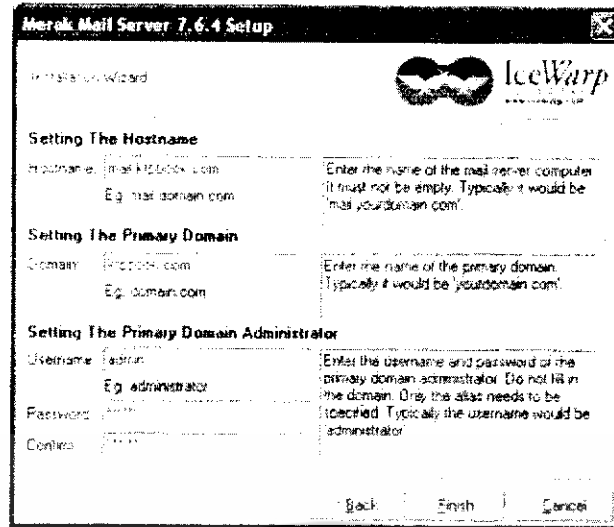 Merak Mail Server 7.6.4 Setup
Installation Wizard
IceWarp
Setting The Hostname
Hostname:
E.g. mail.domain.com
Enter the name of the mail server computer.
It must not be empty. Typically it would be
'mail.yourdomain.com'.
Setting The Primary Domain
Domain:
E.g. domain.com
Enter the name of the primary domain.
Typically it would be 'yourdomain.com'.
Setting The Primary Domain Administrator
Username: admin
E.g. administrator
Enter the username and password of the
primary domain administrator. Do not fill in
the domain. Only the alias needs to be
specified. Typically the username would be
'administrator'
Password: *****
Confirm: *****
Back
Finish
Cancel